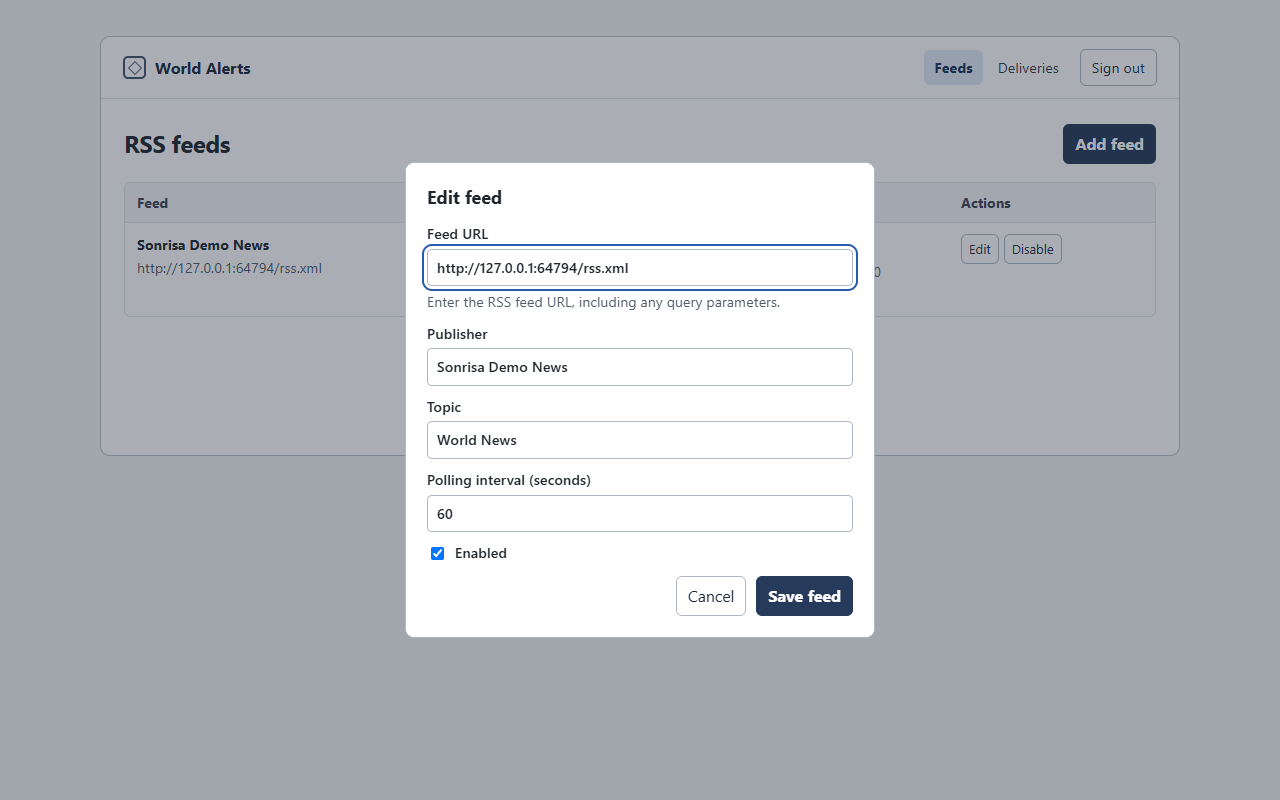 World Alerts
Feeds
Deliveries
Sign out
RSS feeds
Add feed
Feed
Actions
Sonrisa Demo News
http://127.0.0.1:64794/rss.xml
Edit
Disable
0
Edit feed
Feed URL
http://127.0.0.1:64794/rss.xml
Enter the RSS feed URL, including any query parameters.
Publisher
Sonrisa Demo News
Topic
World News
Polling interval (seconds)
60
Enabled
Cancel
Save feed